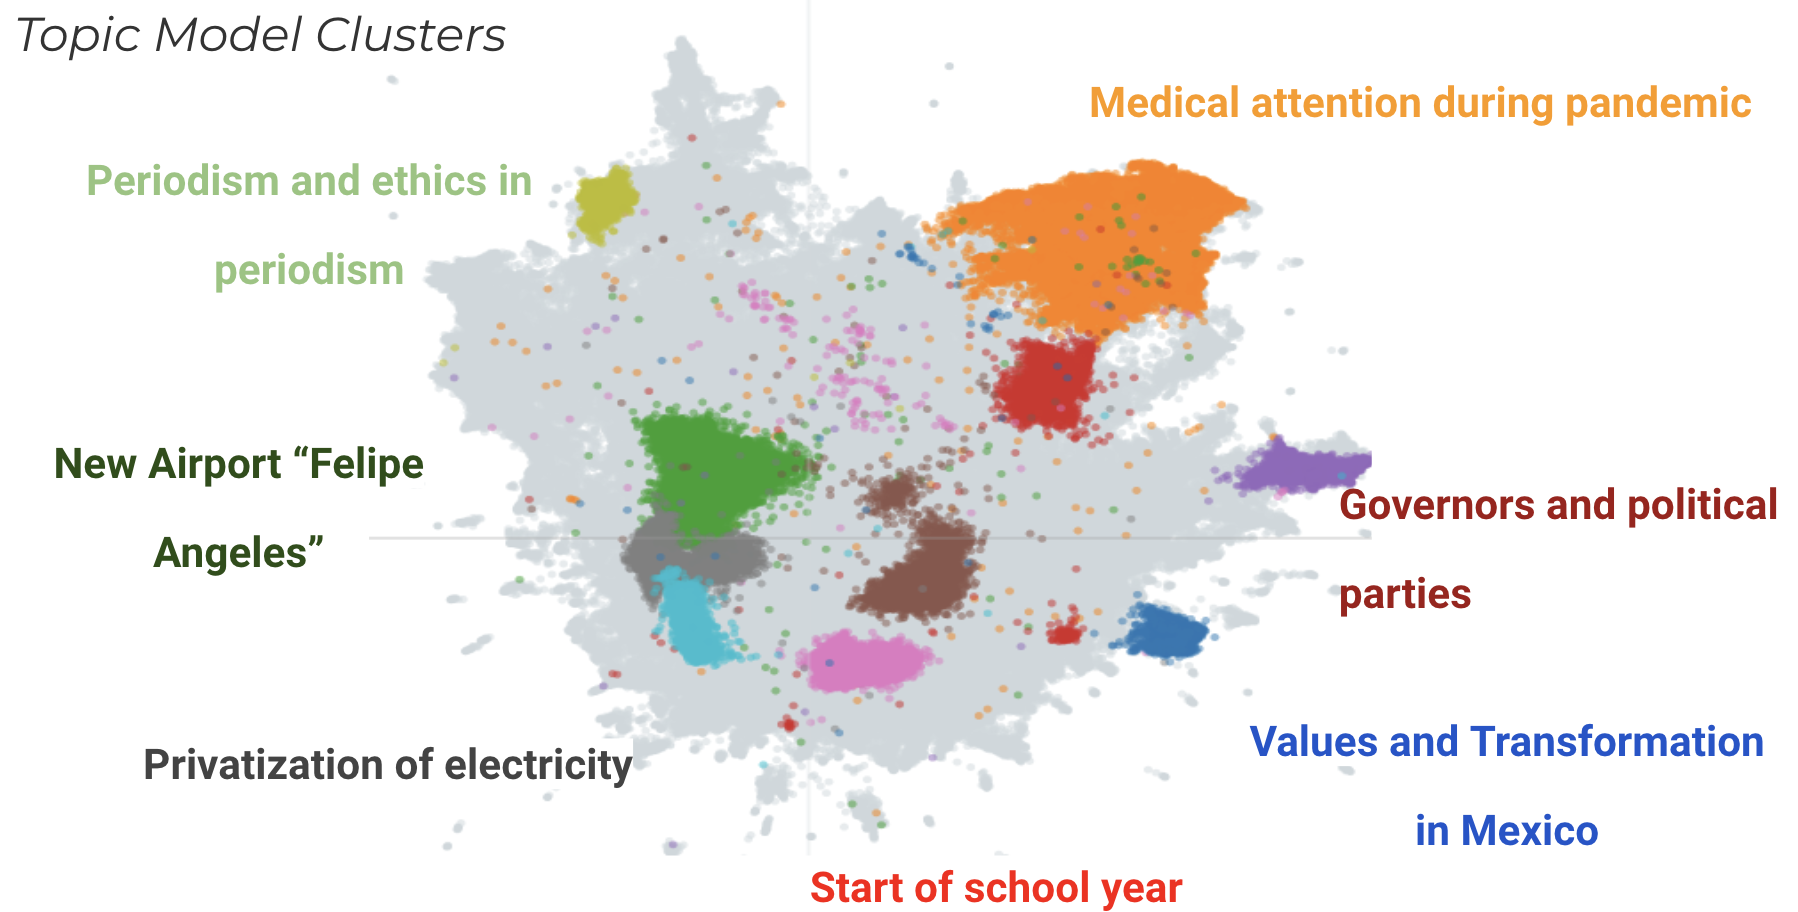 Topic Model Clusters
Medical attention during pandemic
Periodism and ethics in
periodism
New Airport “Felipe
Angeles”
Governors and political
parties
Privatization of electricity
Values and Transformation
in Mexico
Start of school year